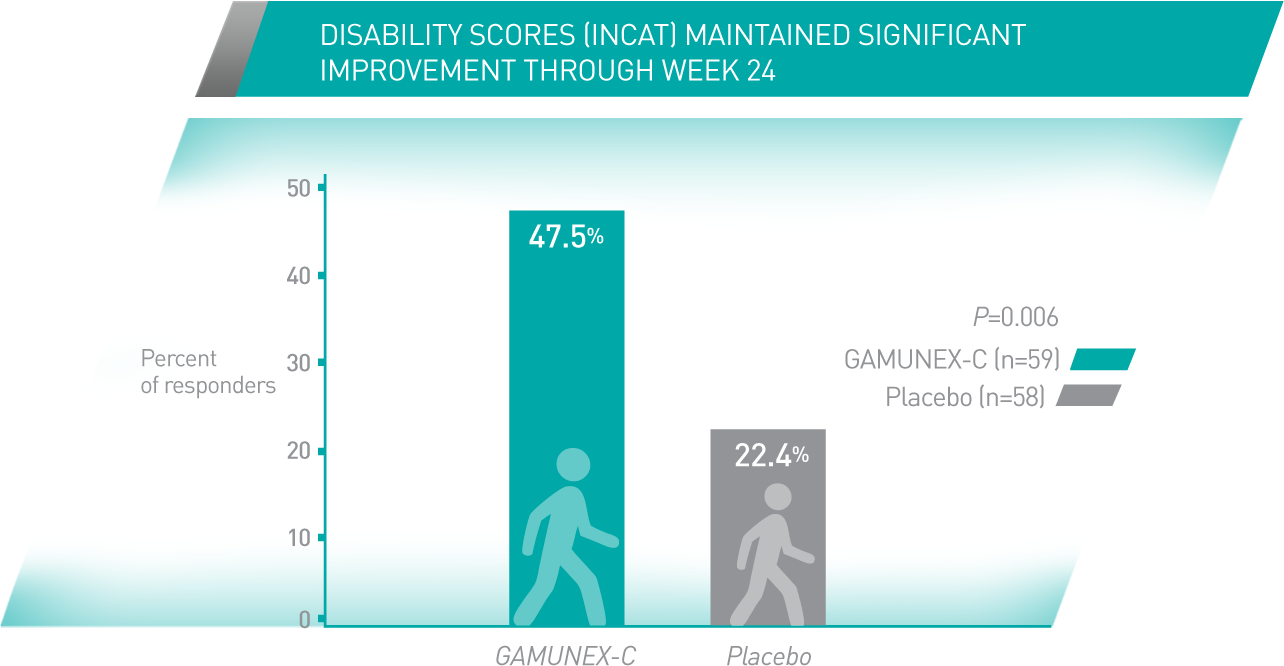 DISABILITY SCORES (INCAT) MAINTAINED SIGNIFICANT
IMPROVEMENT THROUGH WEEK 24
50
40
30
20
10
0
Percent
of responders
47.5%
22.4%
P=0.006
GAMUNEX-C (n=59)
Placebo (n=58)
GAMUNEX-C
Placebo